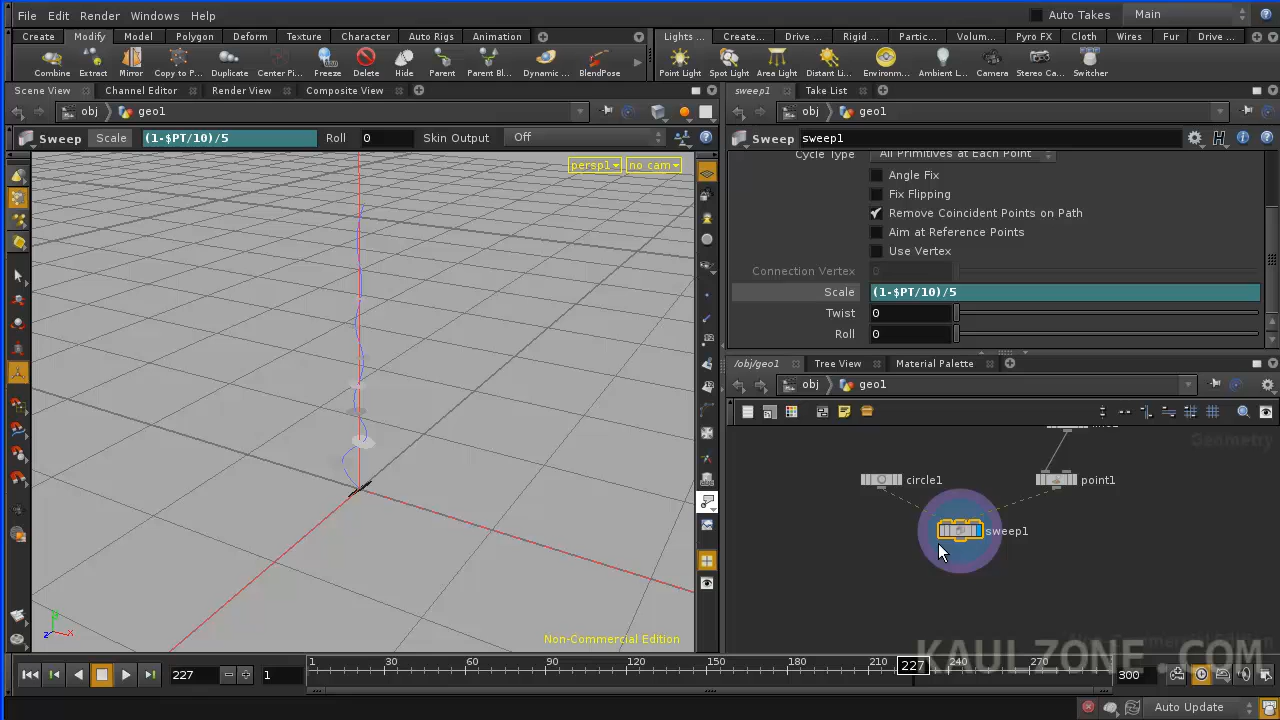 File Edit Render Windows Help Auto Takes Main
Create Modify Model Polygon Deform Texture Character Auto Rigs Animation Lights ... Create... Drive ... Rigid ... Partic... Volum... Pyro FX Cloth Wires Fur Drive ...
Combine Extract Mirror Copy to P... Duplicate Center Pi... Freeze Delete Hide Parent Parent Bl... Dynamic ... BlendPose Point Light Spot Light Area Light Distant Li... Environm... Ambient L... Camera Stereo Ca... Switcher
Scene View Channel Editor Render View Composite View sweep1 Take List
obj geo1 obj geo1
Sweep Scale (1-$PT/10)/5 Roll 0 Skin Output Off Sweep sweep1
Cycle Type All Primitives at Each Point
persp1 no cam
Angle Fix
Fix Flipping
Remove Coincident Points on Path
Aim at Reference Points
Use Vertex
Connection Vertex 0
Scale (1-$PT/10)/5
Twist 0
Roll 0
/obj/geo1 Tree View Material Palette
obj geo1
Geometry
circle1 point1
sweep1
Non-Commercial Edition
Y
Z X
KAULZONE.COM
227 1 1 30 60 90 120 150 180 210 227 240 270 300
Auto Update